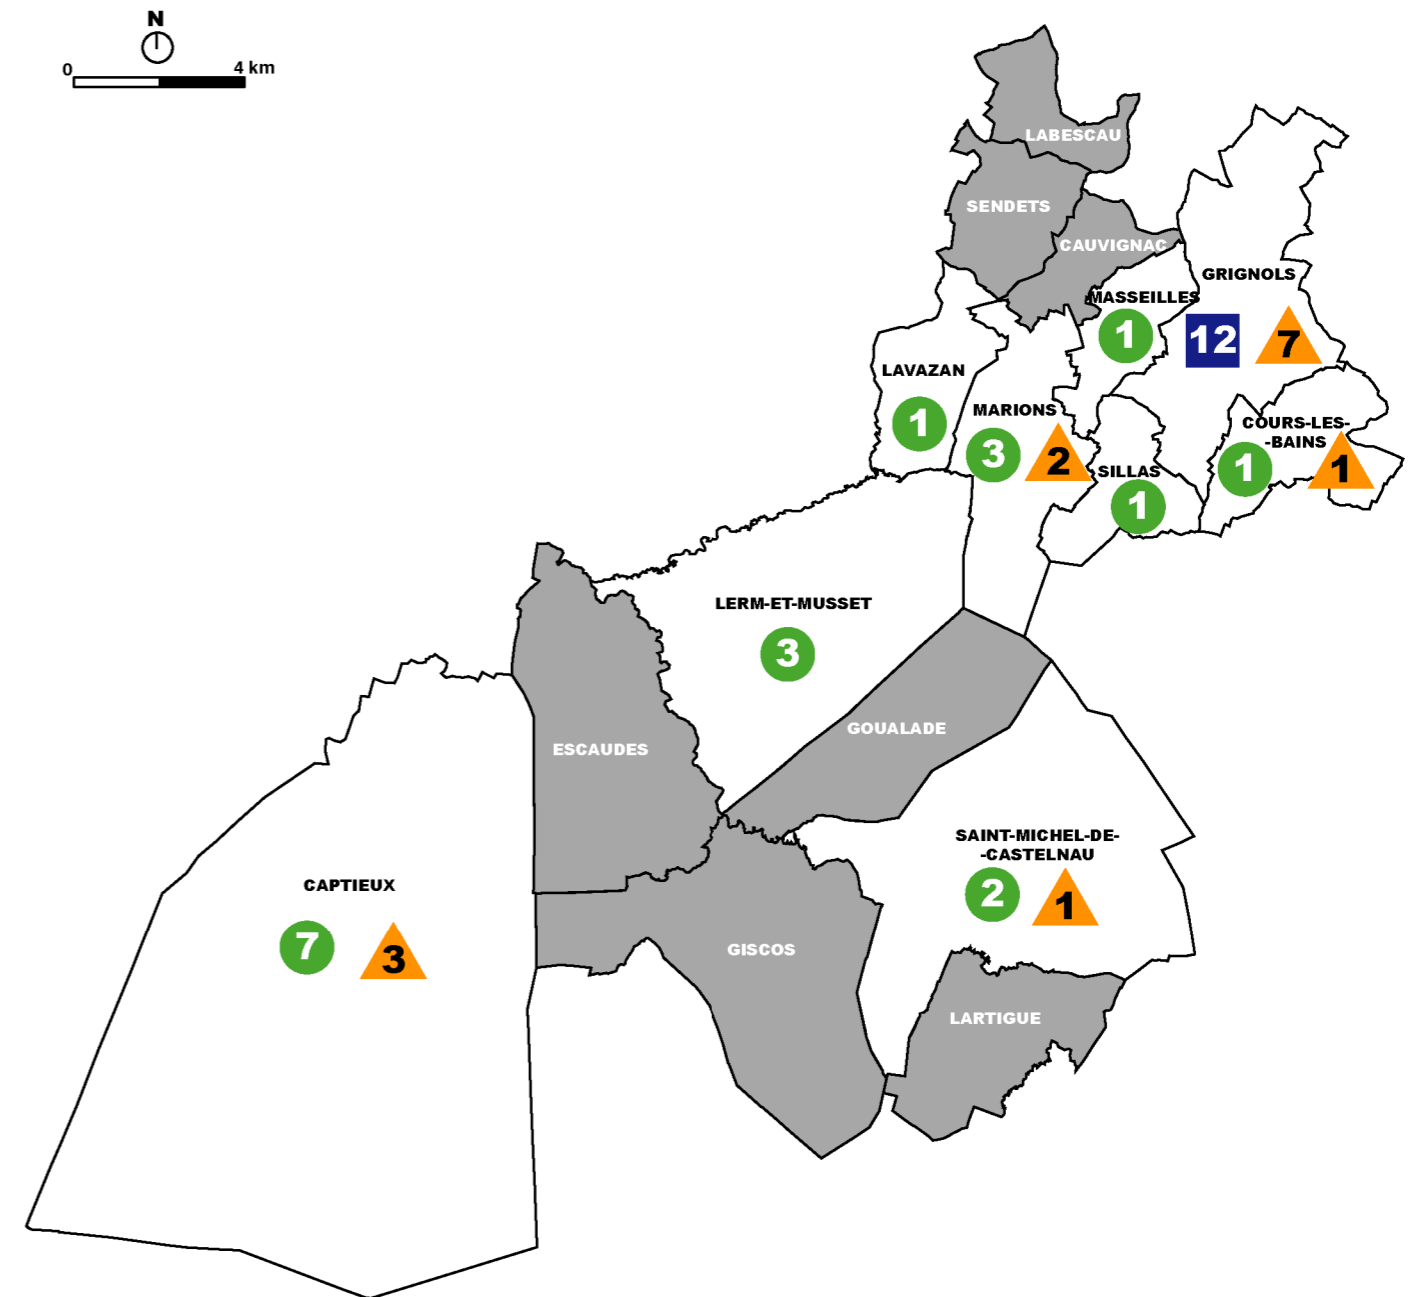 N
0 4 km
LABESCAU
SENDETS
CAUVIGNAC
GRIGNOLS
MASSEILLES
1
12 7
LAVAZAN
1
MARIONS
3 2
COURS-LES-
-BAINS
1 1
SILLAS
1
LERM-ET-MUSSET
3
GOUALADE
ESCAUDES
SAINT-MICHEL-DE-
-CASTELNAU
2 1
CAPTIEUX
7 3
GISCOS
LARTIGUE